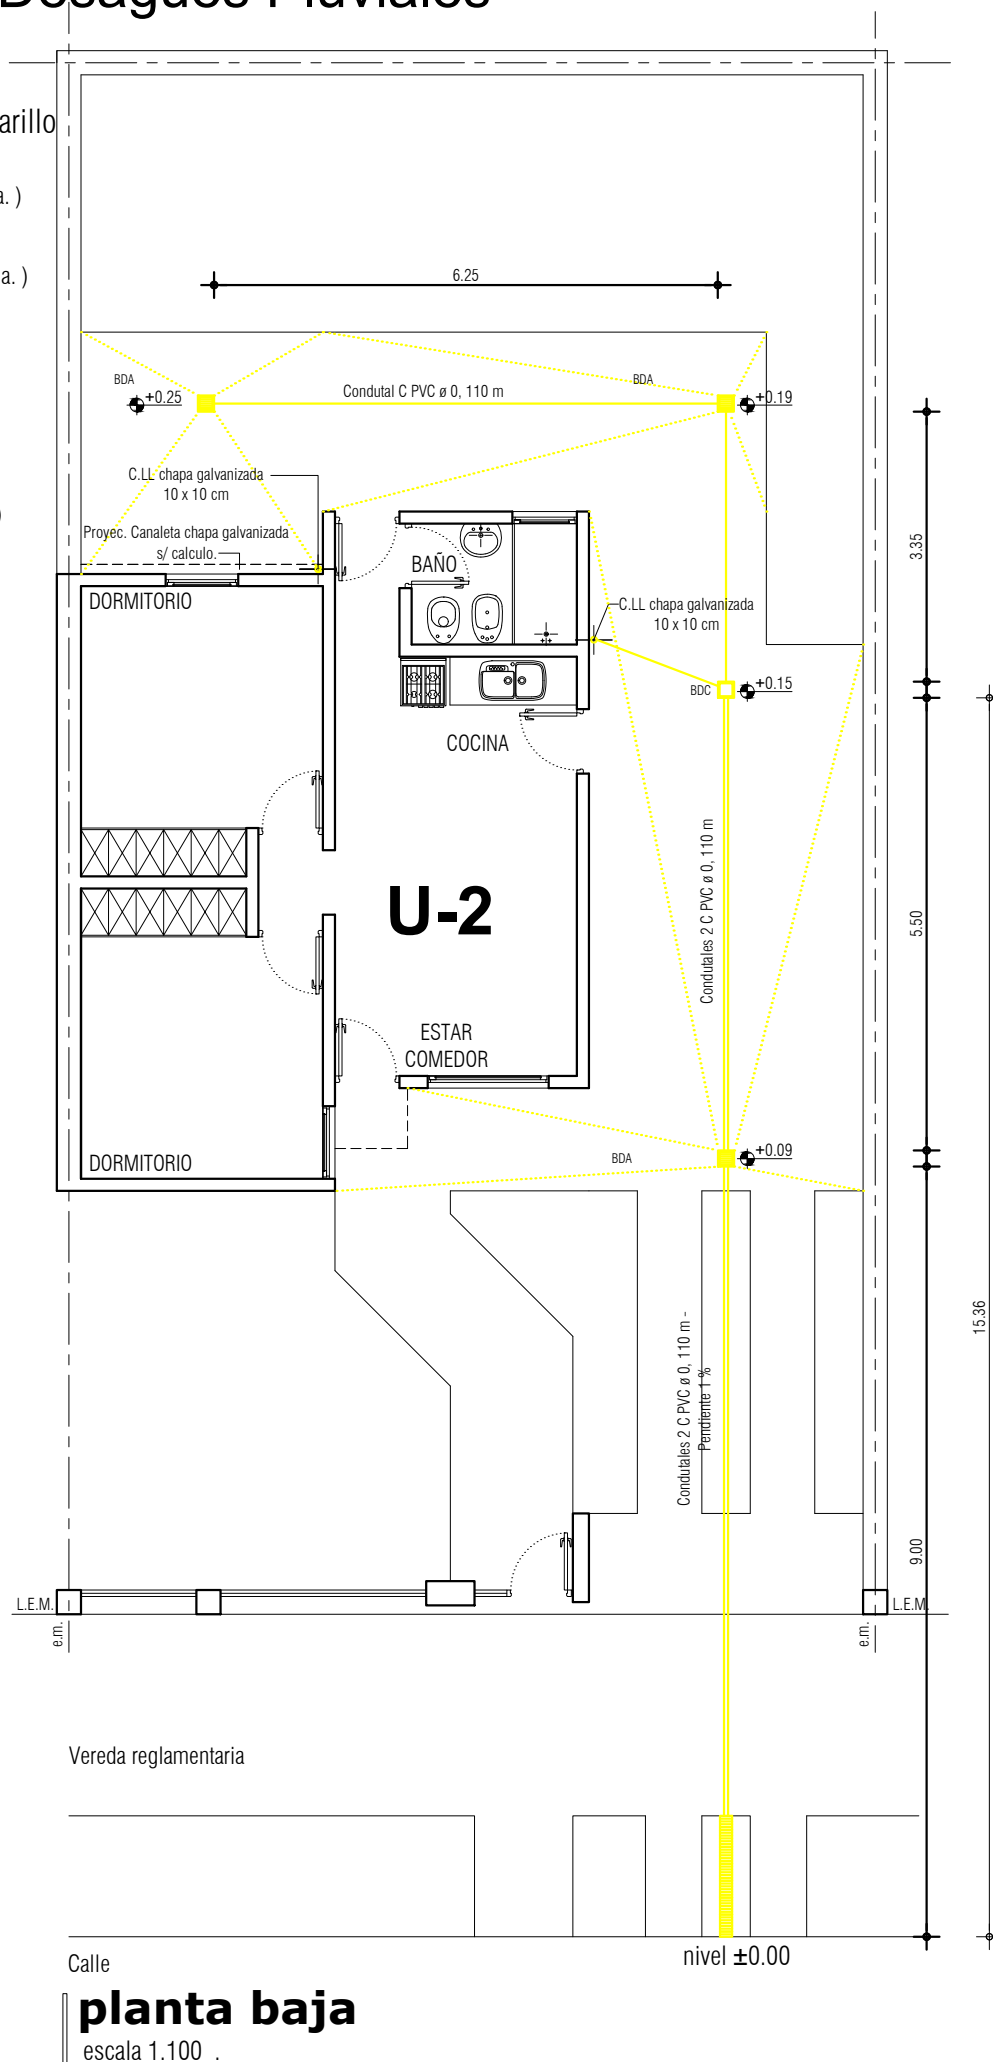 Desagües Pluviales
arillo
a. )
a. )
6.25
BDA
+0.25
Condutal C PVC ø 0, 110 m
BDA
+0.19
C.LL chapa galvanizada
10 x 10 cm
)
Proyec. Canaleta chapa galvanizada
s/ calculo.
3.35
BAÑO
DORMITORIO
C.LL chapa galvanizada
10 x 10 cm
BDC
+0.15
COCINA
Condutales 2 C PVC ø 0, 110 m
U-2
5.50
ESTAR
COMEDOR
DORMITORIO
BDA
+0.09
Condutales 2 C PVC ø 0, 110 m -
Pendiente 1 %
15.36
9.00
L.E.M.
L.E.M.
e.m.
e.m.
Vereda reglamentaria
Calle
nivel ±0.00
planta baja
escala 1.100 .